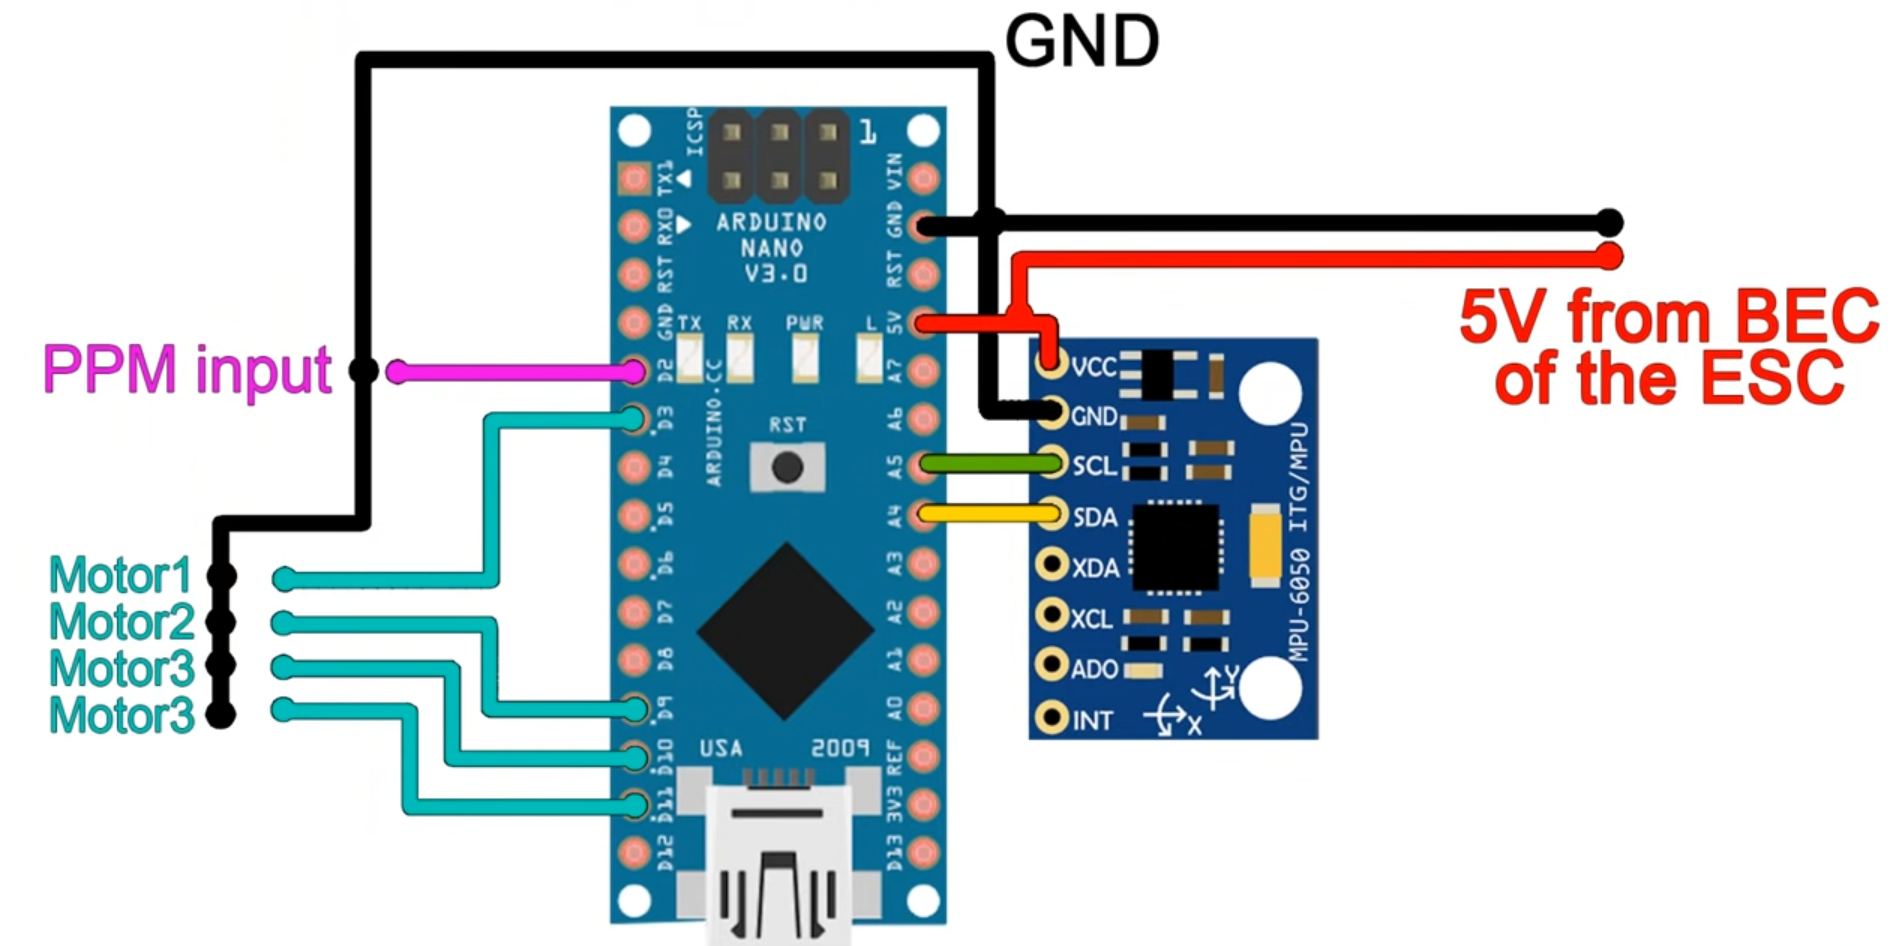 GND
ICSP
1
TX1
RX0
RST
GND
D2
D3
D4
D5
D6
D7
D8
D9
D10
D11
D12
VIN
GND
RST
5V
A7
A6
A5
A4
A3
A2
A1
A0
REF
3V3
D13
ARDUINO
NANO
V3.0
TX RX PWR L
ARDUINO.CC
RST
USA 2009
PPM input
Motor1
Motor2
Motor3
Motor3
5V from BEC
of the ESC
VCC
GND
SCL
SDA
XDA
XCL
ADO
INT
MPU-6050 ITG/MPU
Y
X